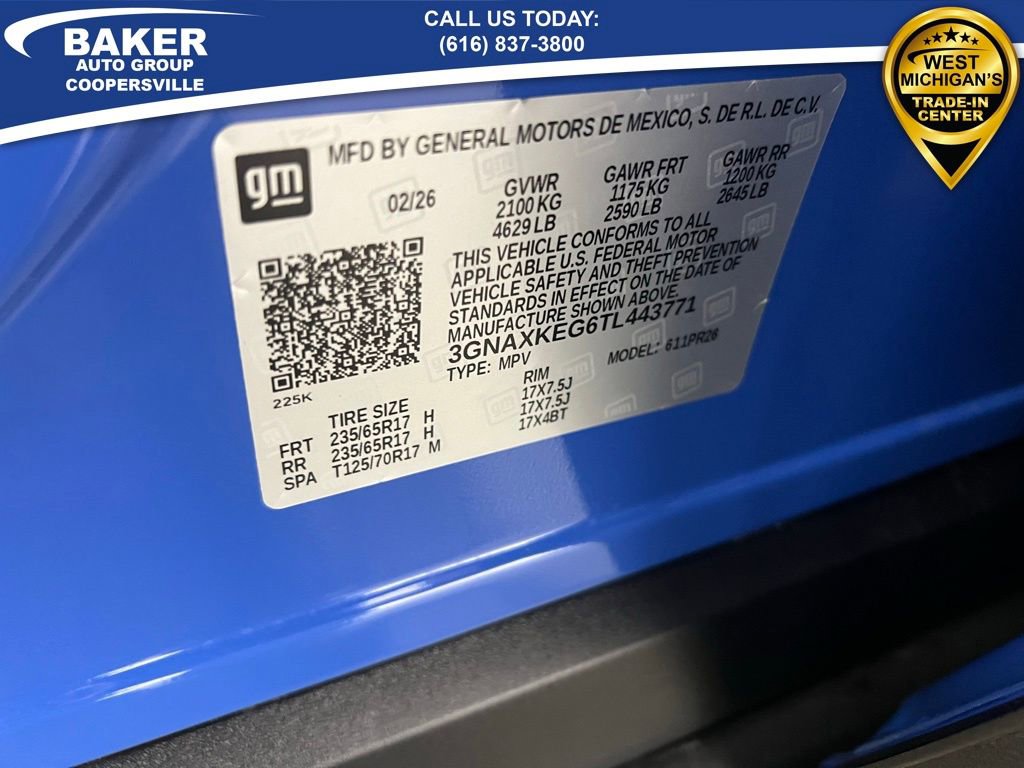 BAKER
AUTO GROUP
COOPERSVILLE
CALL US TODAY:
(616) 837-3800
WEST
MICHIGAN'S
TRADE-IN
CENTER
gm
MFD BY GENERAL MOTORS DE MEXICO, S. DE R.L. DE C.V.
02/26
GVWR
2100 KG
4629 LB
GAWR FRT
1175 KG
2590 LB
GAWR RR
1200 KG
2645 LB
THIS VEHICLE CONFORMS TO ALL
APPLICABLE U.S. FEDERAL MOTOR
VEHICLE SAFETY AND THEFT PREVENTION
STANDARDS IN EFFECT ON THE DATE OF
MANUFACTURE SHOWN ABOVE.
3GNAXKEG6TL443771
TYPE: MPV
MODEL: 611PR26
225K
TIRE SIZE
RIM
FRT 235/65R17 H 17X7.5J
RR 235/65R17 H 17X7.5J
SPA T125/70R17 M 17X4BT